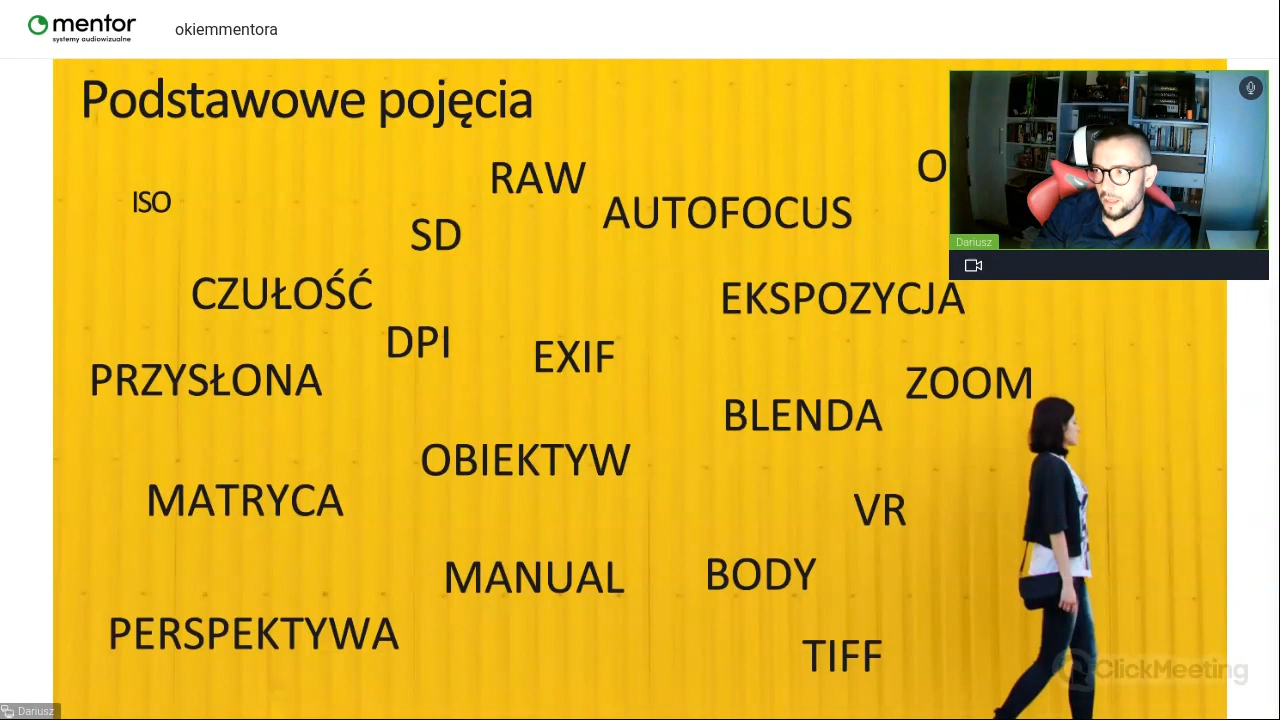 mentor
systemy audiowizualne
okiemmentora
Podstawowe pojęcia
RAW
O
ISO
AUTOFOCUS
SD
Dariusz
CZUŁOŚĆ
EKSPOZYCJA
DPI
EXIF
PRZYSŁONA
ZOOM
BLENDA
OBIEKTYW
MATRYCA
VR
MANUAL
BODY
PERSPEKTYWA
TIFF
ClickMeeting
Dariusz